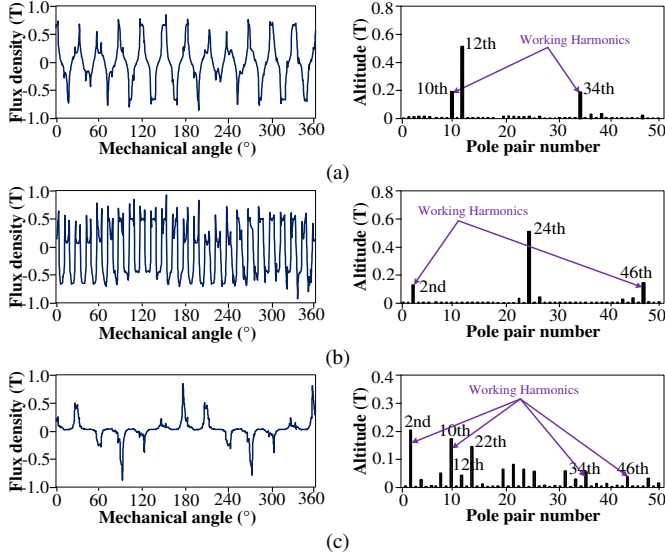 Flux density (T)
1.0
0.5
0
-0.5
-1.0
0
60
120
180
240
300
360
Mechanical angle (°)
Altitude (T)
0.6
0.4
0.2
0
12th
Working Harmonics
10th
34th
0
10
20
30
40
50
Pole pair number
(a)
Flux density (T)
1.0
0.5
0
-0.5
-1.0
0
60
120
180
240
300
360
Mechanical angle (°)
Altitude (T)
0.8
0.6
0.4
0.2
0
Working Harmonics
24th
2nd
46th
0
10
20
30
40
50
Pole pair number
(b)
Flux density (T)
1.0
0.5
0.0
-0.5
-1.0
0
60
120
180
240
300
360
Mechanical angle (°)
Altitude (T)
0.4
0.3
0.2
0.1
0
Working Harmonics
2nd
10th
22th
12th
34th
46th
0
10
20
30
40
50
Pole pair number
(c)